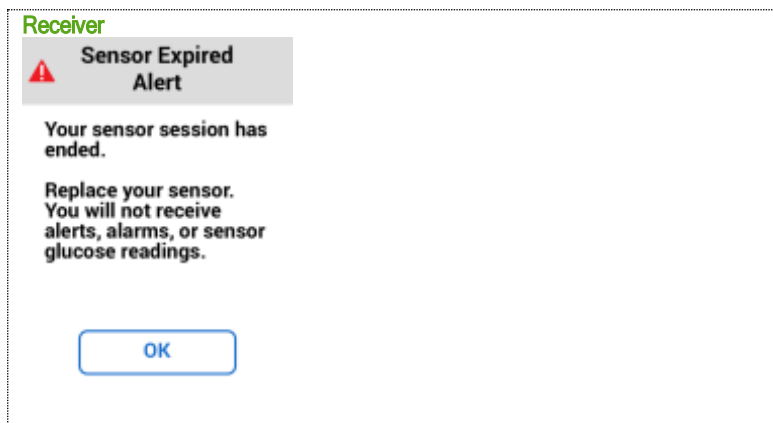 Receiver
Sensor Expired
Alert
Your sensor session has
ended.
Replace your sensor.
You will not receive
alerts, alarms, or sensor
glucose readings.
OK